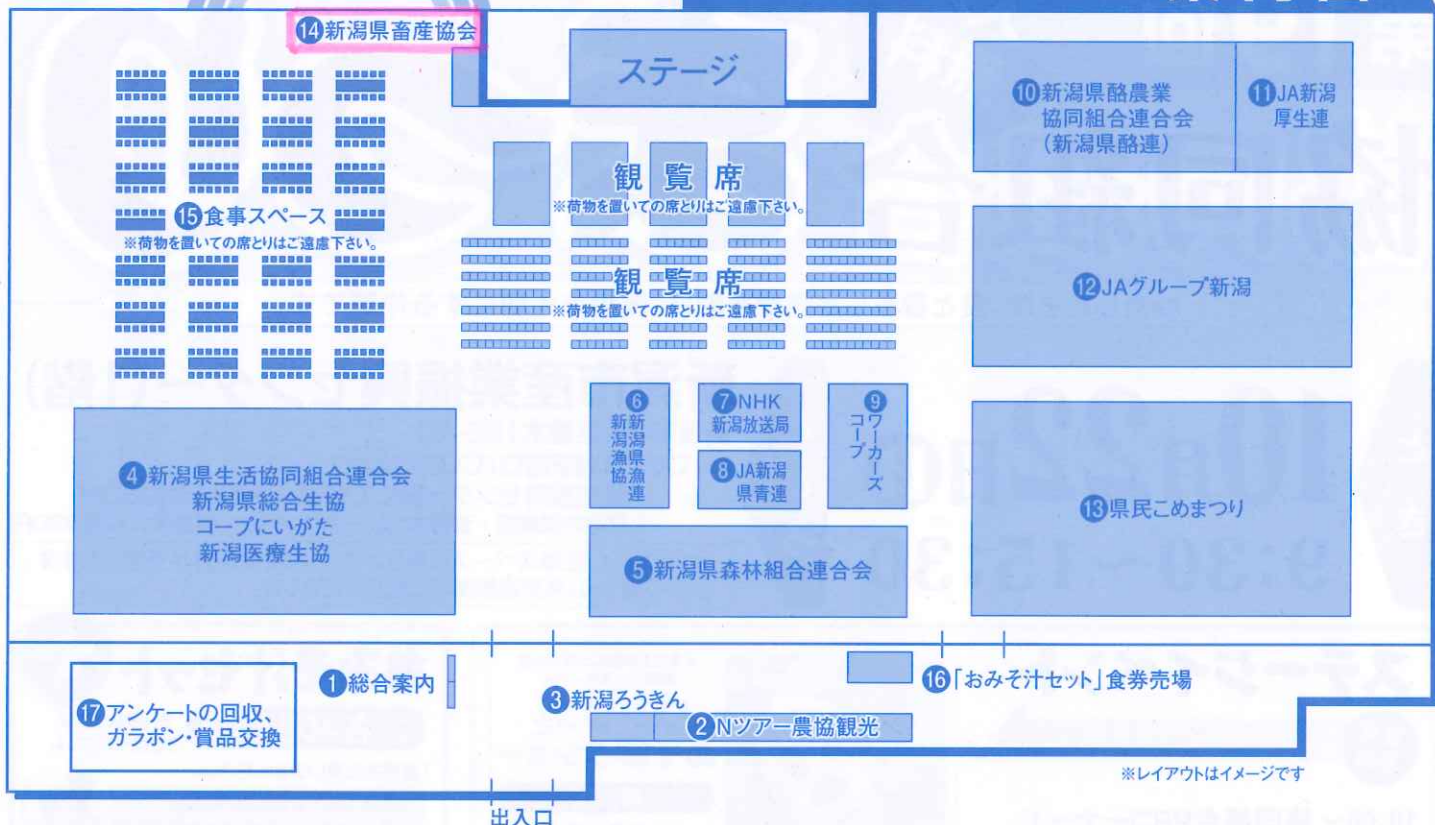 ⑭新潟県畜産協会
ステージ
⑩新潟県酪農業
協同組合連合会
(新潟県酪連)
⑪JA新潟
厚生連
観覧席
※荷物を置いての席とりはご遠慮下さい。
⑮食事スペース
※荷物を置いての席とりはご遠慮下さい。
観覧席
※荷物を置いての席とりはご遠慮下さい。
⑫JAグループ新潟
④新潟県生活協同組合連合会
新潟県総合生協
コープにいがた
新潟医療生協
⑥新潟県漁連
新潟漁協
⑦NHK
新潟放送局
⑧JA新潟
県青連
⑨ワーカーズ
コープ
⑤新潟県森林組合連合会
⑬県民こめまつり
①総合案内
⑰アンケートの回収、
ガラポン・賞品交換
③新潟ろうきん
②Nツアー農協観光
⑯「おみそ汁セット」食券売場
※レイアウトはイメージです
出入口